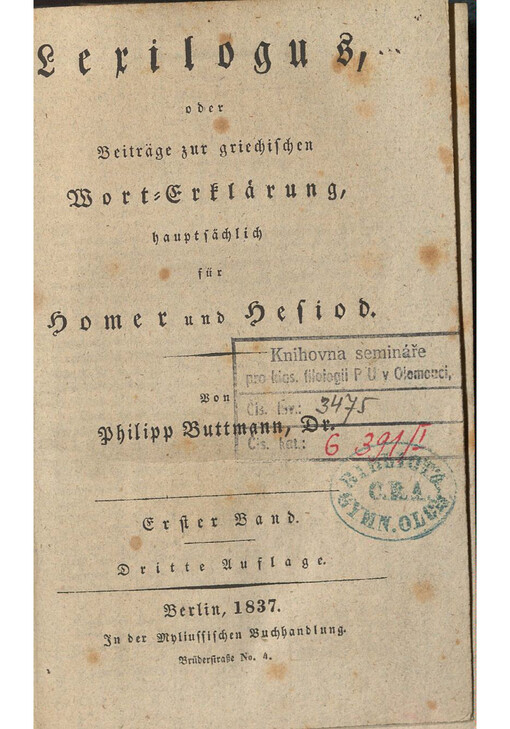 Lexilogus,
oder
Beiträge zur griechischen
Wort-Erklärung,
hauptsächlich
für
Homer und Hesiod.
Knihovna semináře
pro klas. filologii P U v Olomouci,
Čís. inv.: 3475
Čís. kat.: G 391/I
Von
Philipp Buttmann, Dr.
C.R.A.
GYMN. OLOM
Erster Band.
Dritte Auflage.
Berlin, 1837.
In der Myliussischen Buchhandlung.
Brüderstraße No. 4.